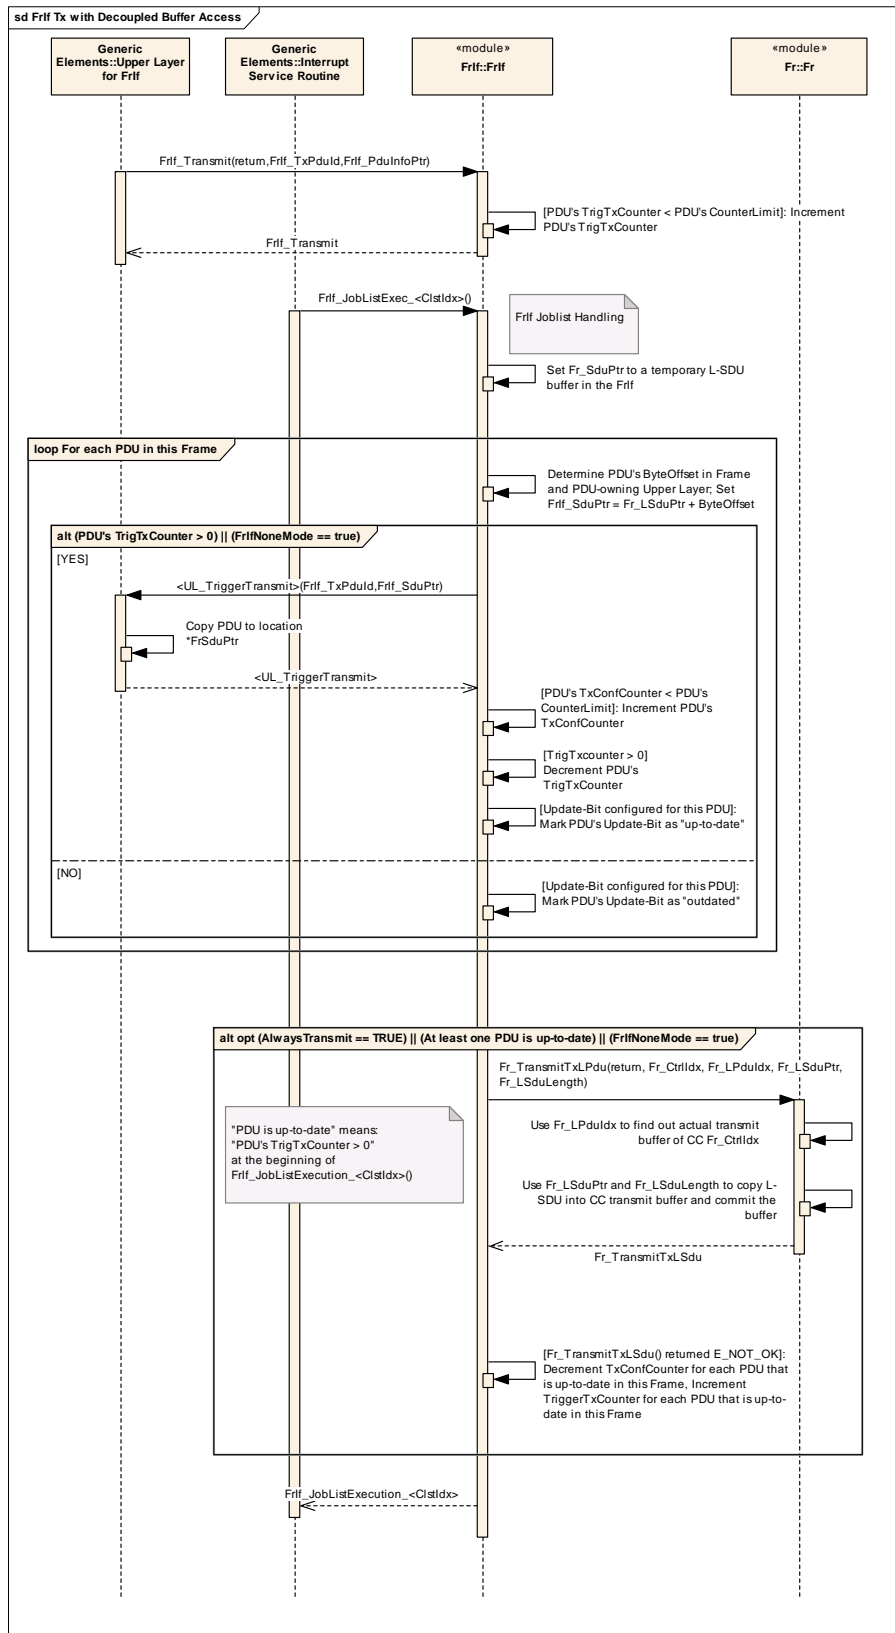 sd FrIf Tx with Decoupled Buffer Access
Generic
Elements::Upper Layer
for FrIf
Generic
Elements::Interrupt
Service Routine
«module»
FrIf::FrIf
«module»
Fr::Fr
FrIf_Transmit(return,FrIf_TxPduId,FrIf_PduInfoPtr)
[PDU's TrigTxCounter < PDU's CounterLimit]: Increment
PDU's TrigTxCounter
FrIf_Transmit
FrIf_JobListExec_<ClstIdx>()
FrIf Joblist Handling
Set Fr_SduPtr to a temporary L-SDU
buffer in the FrIf
loop For each PDU in this Frame
Determine PDU's ByteOffset in Frame
and PDU-owning Upper Layer; Set
FrIf_SduPtr = Fr_LSduPtr + ByteOffset
alt (PDU's TrigTxCounter > 0) || (FrIfNoneMode == true)
[YES]
<UL_TriggerTransmit>(FrIf_TxPduId,FrIf_SduPtr)
Copy PDU to location
*FrSduPtr
<UL_TriggerTransmit>
[PDU's TxConfCounter < PDU's
CounterLimit]: Increment PDU's
TxConfCounter
[TrigTxcounter > 0]
Decrement PDU's
TrigTxCounter
[Update-Bit configured for this PDU]:
Mark PDU's Update-Bit as "up-to-date"
[NO]
[Update-Bit configured for this PDU]:
Mark PDU's Update-Bit as "outdated"
alt opt (AlwaysTransmit == TRUE) || (At least one PDU is up-to-date) || (FrIfNoneMode == true)
Fr_TransmitTxLPdu(return, Fr_CtrlIdx, Fr_LPduIdx, Fr_LSduPtr,
Fr_LSduLength)
"PDU is up-to-date" means:
"PDU's TrigTxCounter > 0"
at the beginning of
FrIf_JobListExecution_<ClstIdx>()
Use Fr_LPduIdx to find out actual transmit
buffer of CC Fr_CtrlIdx
Use Fr_LSduPtr and Fr_LSduLength to copy L-
SDU into CC transmit buffer and commit the
buffer
Fr_TransmitTxLSdu
[Fr_TransmitTxLSdu() returned E_NOT_OK]:
Decrement TxConfCounter for each PDU that
is up-to-date in this Frame, Increment
TriggerTxCounter for each PDU that is up-to-
date in this Frame
FrIf_JobListExecution_<ClstIdx>